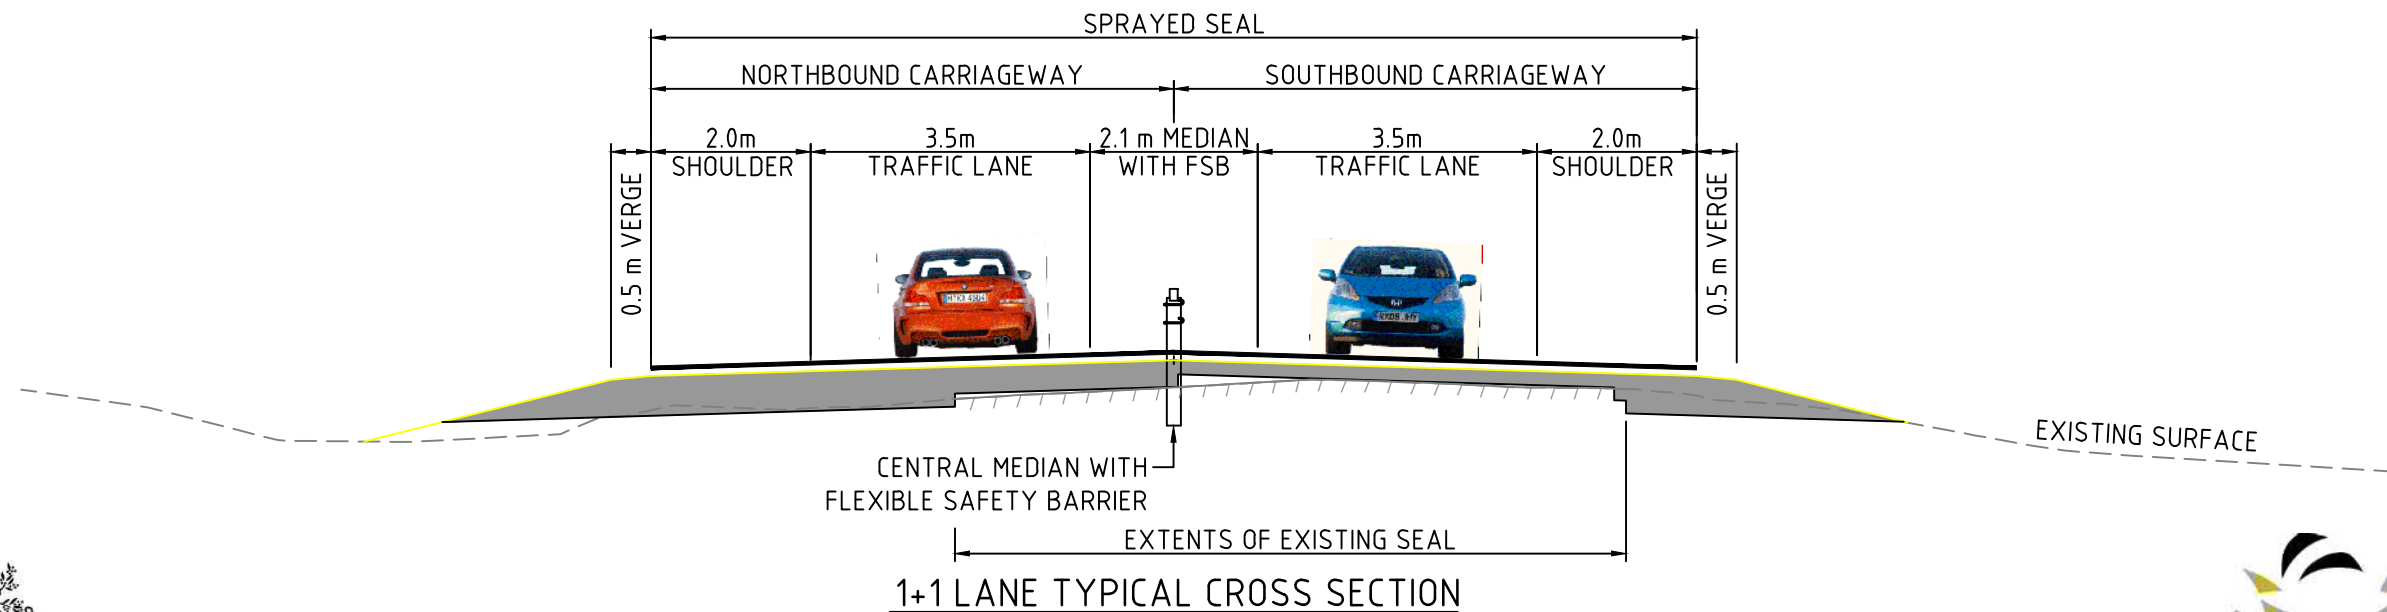 SPRAYED SEAL
NORTHBOUND CARRIAGEWAY
SOUTHBOUND CARRIAGEWAY
2.0m
SHOULDER
3.5m
TRAFFIC LANE
2.1 m MEDIAN
WITH FSB
3.5m
TRAFFIC LANE
2.0m
SHOULDER
0.5 m VERGE
0.5 m VERGE
EXISTING SURFACE
CENTRAL MEDIAN WITH
FLEXIBLE SAFETY BARRIER
EXTENTS OF EXISTING SEAL
1+1 LANE TYPICAL CROSS SECTION